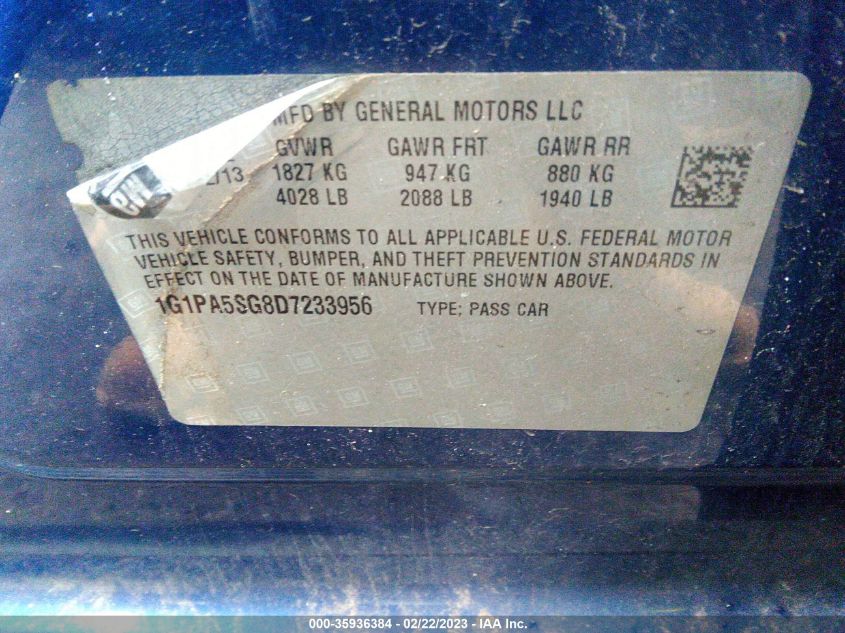 MFD BY GENERAL MOTORS LLC
GVWR GAWR FRT GAWR RR
/13 1827 KG 947 KG 880 KG
4028 LB 2088 LB 1940 LB
THIS VEHICLE CONFORMS TO ALL APPLICABLE U.S. FEDERAL MOTOR
VEHICLE SAFETY, BUMPER, AND THEFT PREVENTION STANDARDS IN
EFFECT ON THE DATE OF MANUFACTURE SHOWN ABOVE.
1G1PA5SG8D7233956 TYPE: PASS CAR
000-35936384 - 02/22/2023 - IAA Inc.